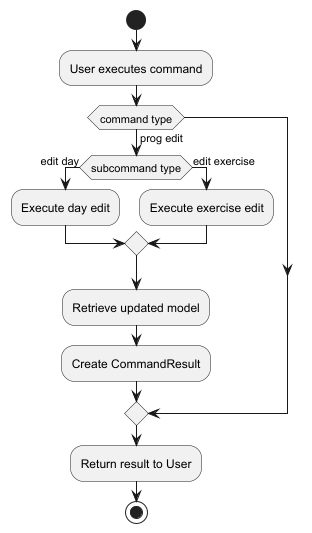 User executes command
command type
prog edit
edit day
subcommand type
edit exercise
Execute day edit
Execute exercise edit
Retrieve updated model
Create CommandResult
Return result to User